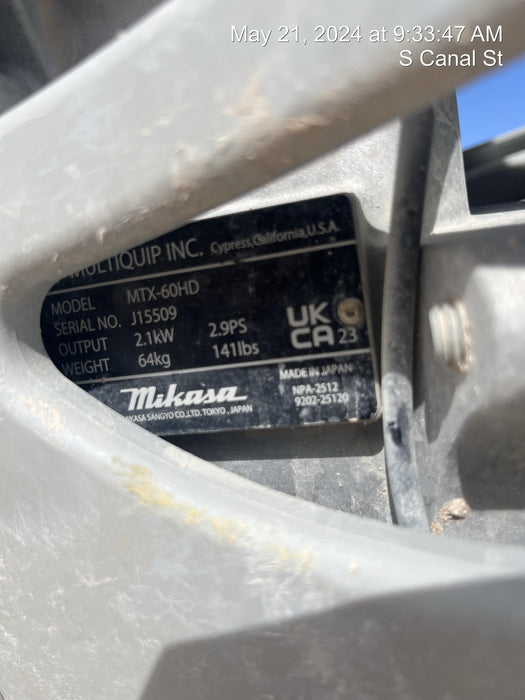 May 21, 2024 at 9:33:47 AM
S Canal St
MULTIQUIP INC. Cypress,California,U.S.A.
MODEL MTX-60HD
SERIAL NO. J15509
OUTPUT 2.1kW 2.9PS
WEIGHT 64kg 141lbs
UK
CA 23
Mikasa
MIKASA SANGYO CO.,LTD. TOKYO, JAPAN
MADE IN JAPAN
NPA-2512
9202-25120